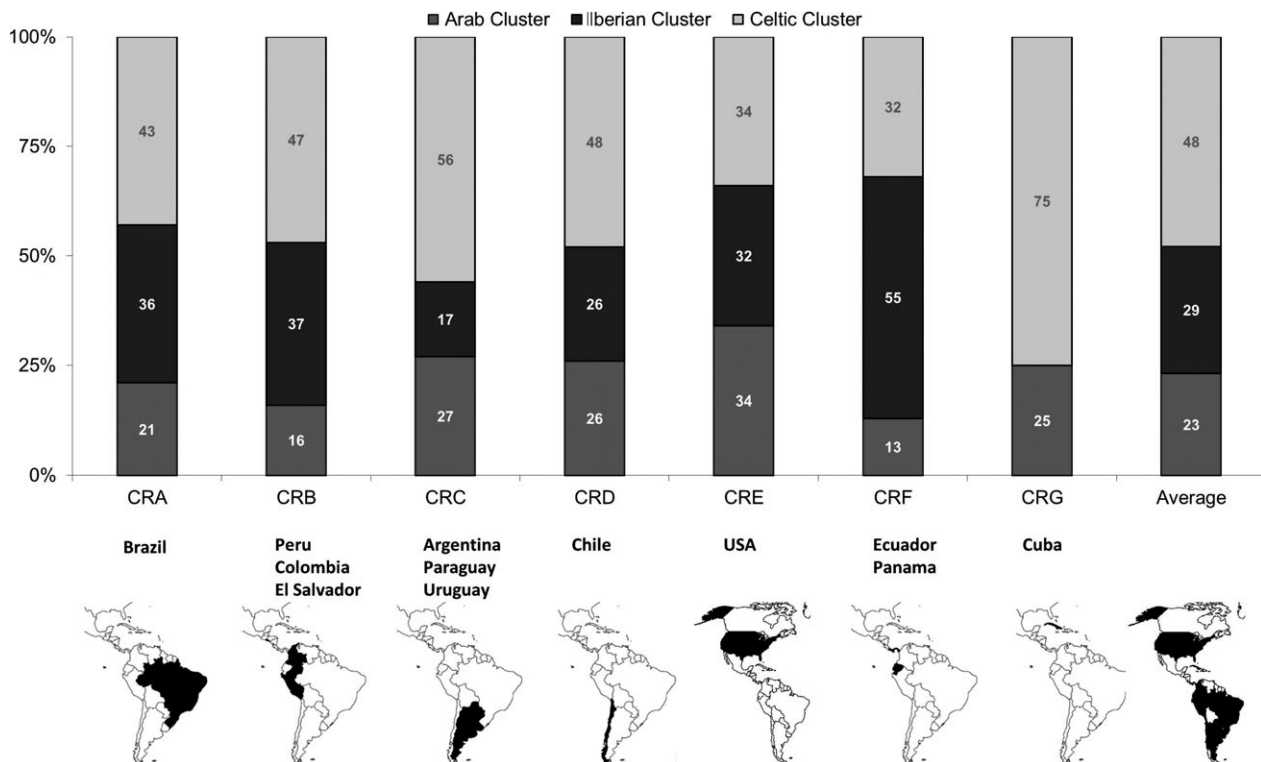 Arab Cluster Ilberian Cluster Celtic Cluster
100%
75%
50%
25%
0%
43
36
21
47
37
16
56
17
27
48
26
26
34
32
34
32
55
13
75
25
48
29
23
CRA CRB CRC CRD CRE CRF CRG Average
Brazil
Peru
Colombia
El Salvador
Argentina
Paraguay
Uruguay
Chile
USA
Ecuador
Panama
Cuba